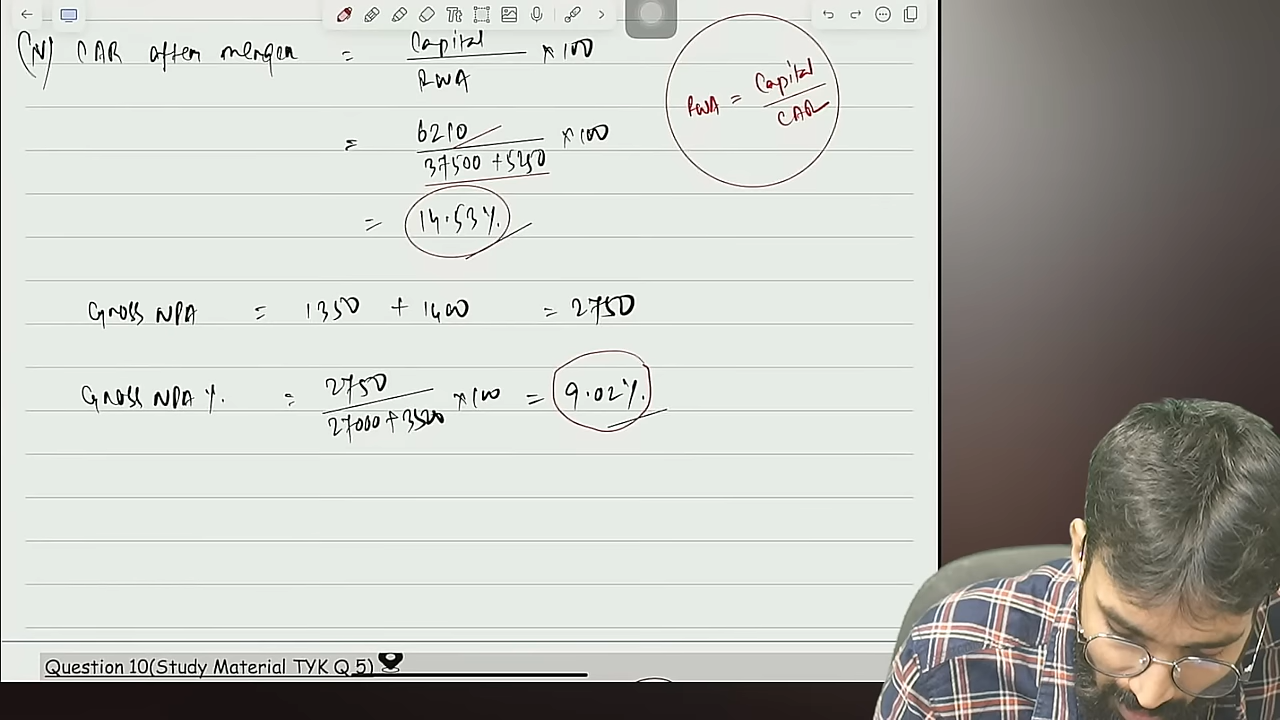 (iv) CAR after merger = Capital / RWA × 100
RWA = Capital / CAR
= 6210 / 37500 + 5250 × 100
= 14.53%
Gross NPA = 1350 + 1400 = 2750
Gross NPA % = 2750 / 27000 + 3500 × 100 = 9.02%
Question 10(Study Material TYK Q 5)